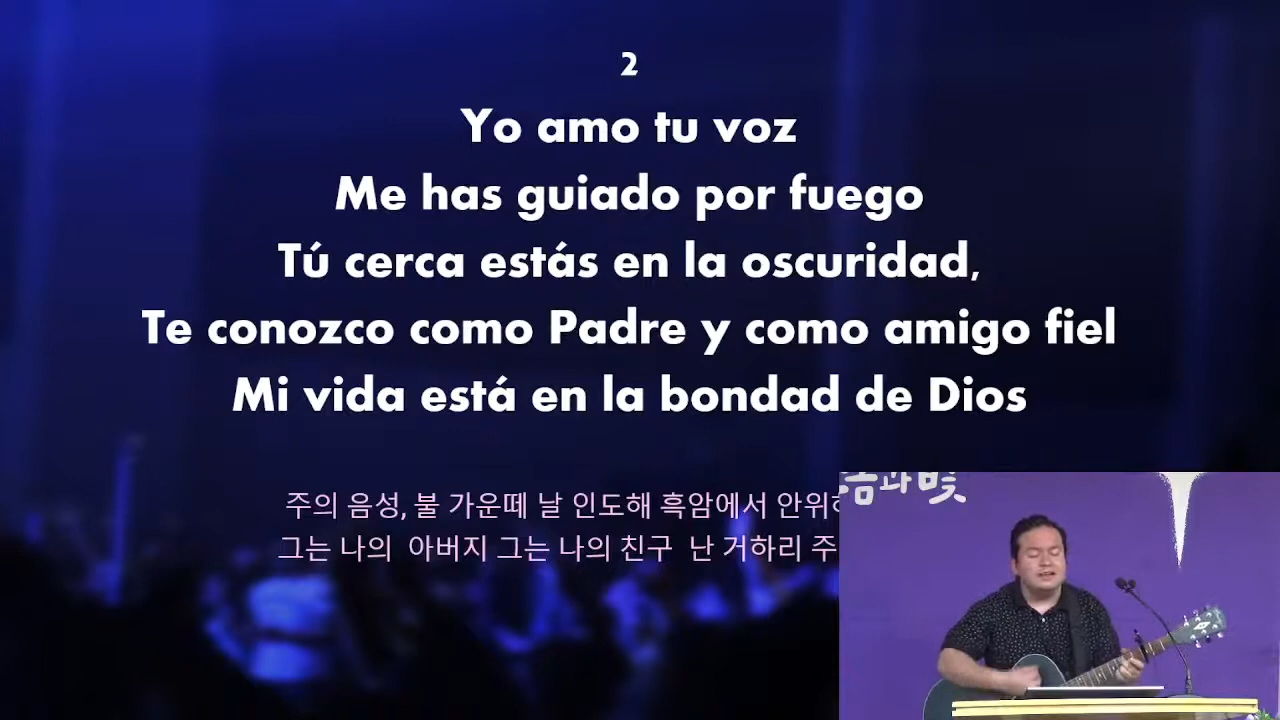 2
Yo amo tu voz
Me has guiado por fuego
Tú cerca estás en la oscuridad,
Te conozco como Padre y como amigo fiel
Mi vida está en la bondad de Dios
주의 음성, 불 가운떼 날 인도해 흑암에서
그는 나의 아버지 그는 나의 친구 난 거하리 주